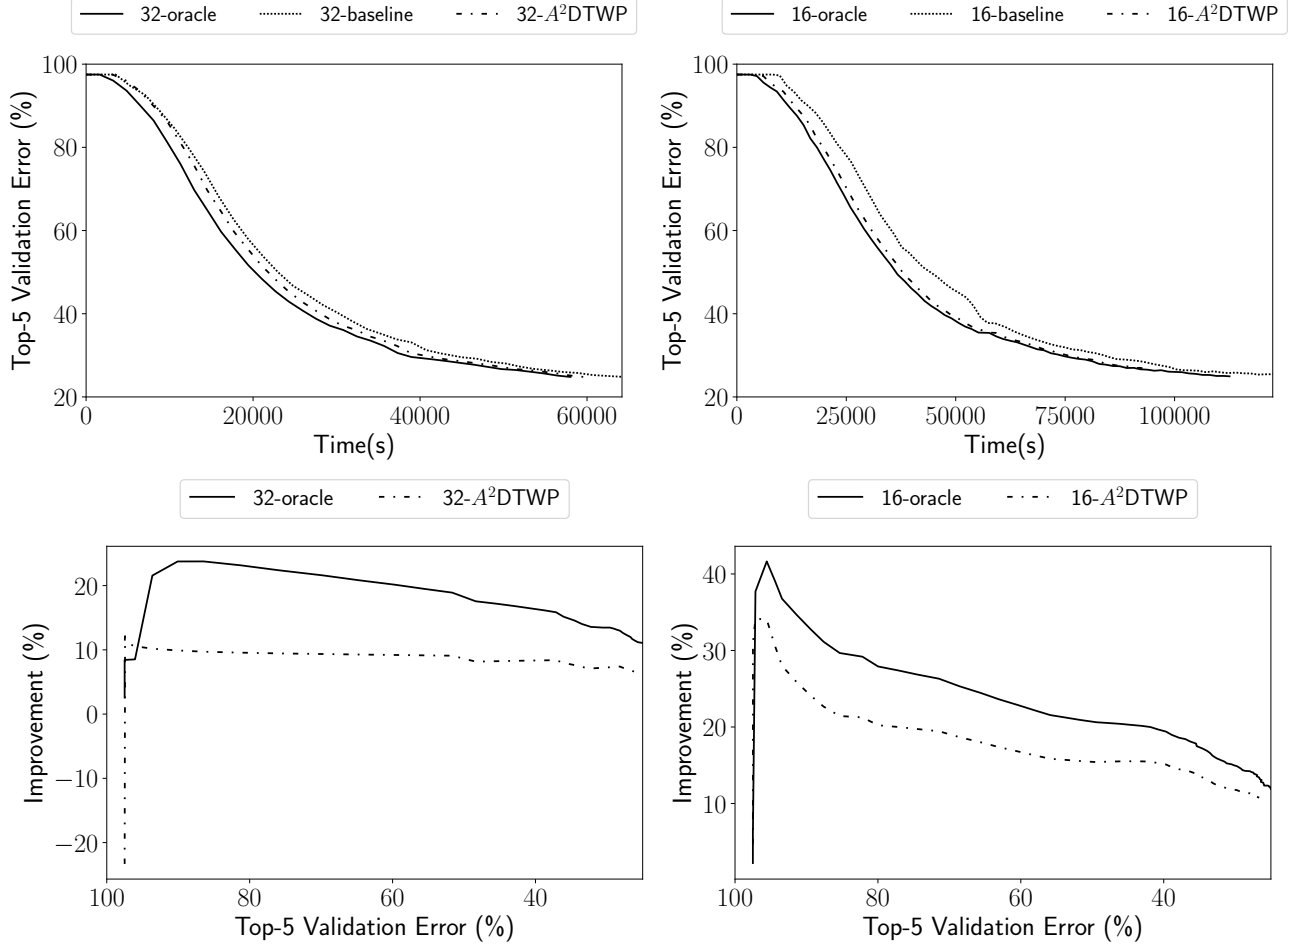 32-oracle 32-baseline 32-A²DTWP
16-oracle 16-baseline 16-A²DTWP
Top-5 Validation Error (%)
100
80
60
40
20
0 20000 40000 60000
Time(s)
Top-5 Validation Error (%)
100
80
60
40
20
0 25000 50000 75000 100000
Time(s)
32-oracle 32-A²DTWP
16-oracle 16-A²DTWP
Improvement (%)
20
10
0
−10
−20
100 80 60 40
Top-5 Validation Error (%)
Improvement (%)
40
30
20
10
100 80 60 40
Top-5 Validation Error (%)